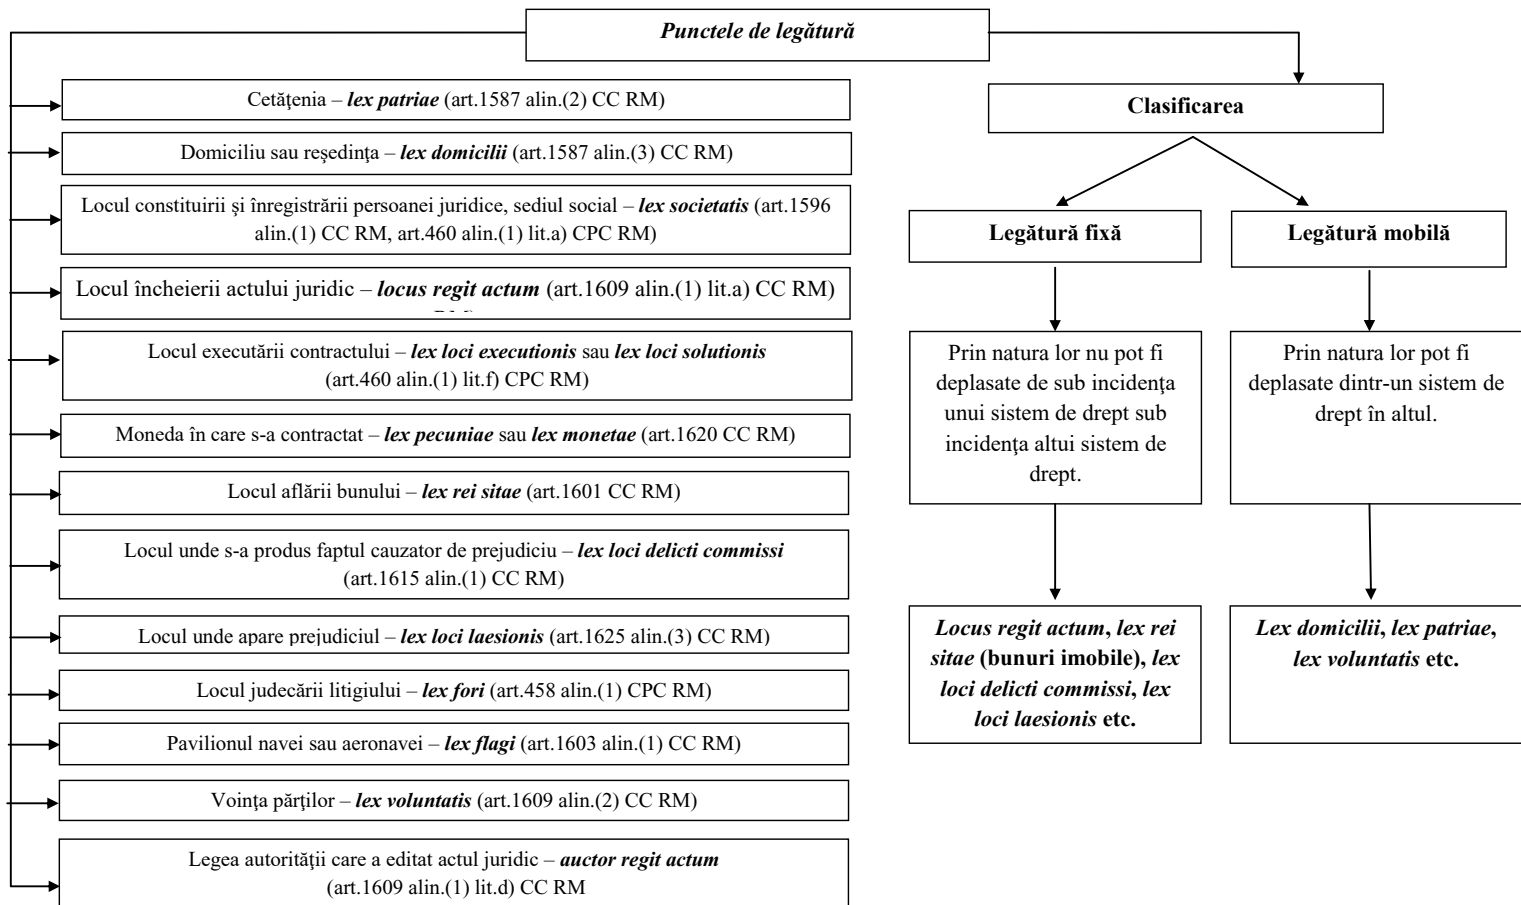 Punctele de legătură
Cetăţenia – lex patriae (art.1587 alin.(2) CC RM)
Domiciliu sau reşedinţa – lex domicilii (art.1587 alin.(3) CC RM)
Locul constituirii şi înregistrării persoanei juridice, sediul social – lex societatis (art.1596
alin.(1) CC RM, art.460 alin.(1) lit.a) CPC RM)
Locul încheierii actului juridic – locus regit actum (art.1609 alin.(1) lit.a) CC RM)
Locul executării contractului – lex loci executionis sau lex loci solutionis
(art.460 alin.(1) lit.f) CPC RM)
Moneda în care s-a contractat – lex pecuniae sau lex monetae (art.1620 CC RM)
Locul aflării bunului – lex rei sitae (art.1601 CC RM)
Locul unde s-a produs faptul cauzator de prejudiciu – lex loci delicti commissi
(art.1615 alin.(1) CC RM)
Locul unde apare prejudiciul – lex loci laesionis (art.1625 alin.(3) CC RM)
Locul judecării litigiului – lex fori (art.458 alin.(1) CPC RM)
Pavilionul navei sau aeronavei – lex flagi (art.1603 alin.(1) CC RM)
Voinţa părţilor – lex voluntatis (art.1609 alin.(2) CC RM)
Legea autorităţii care a editat actul juridic – auctor regit actum
(art.1609 alin.(1) lit.d) CC RM
Clasificarea
Legătură fixă
Prin natura lor nu pot fi
deplasate de sub incidenţa
unui sistem de drept sub
incidenţa altui sistem de
drept.
Locus regit actum, lex rei
sitae (bunuri imobile), lex
loci delicti commissi, lex
loci laesionis etc.
Legătură mobilă
Prin natura lor pot fi
deplasate dintr-un sistem de
drept în altul.
Lex domicilii, lex patriae,
lex voluntatis etc.